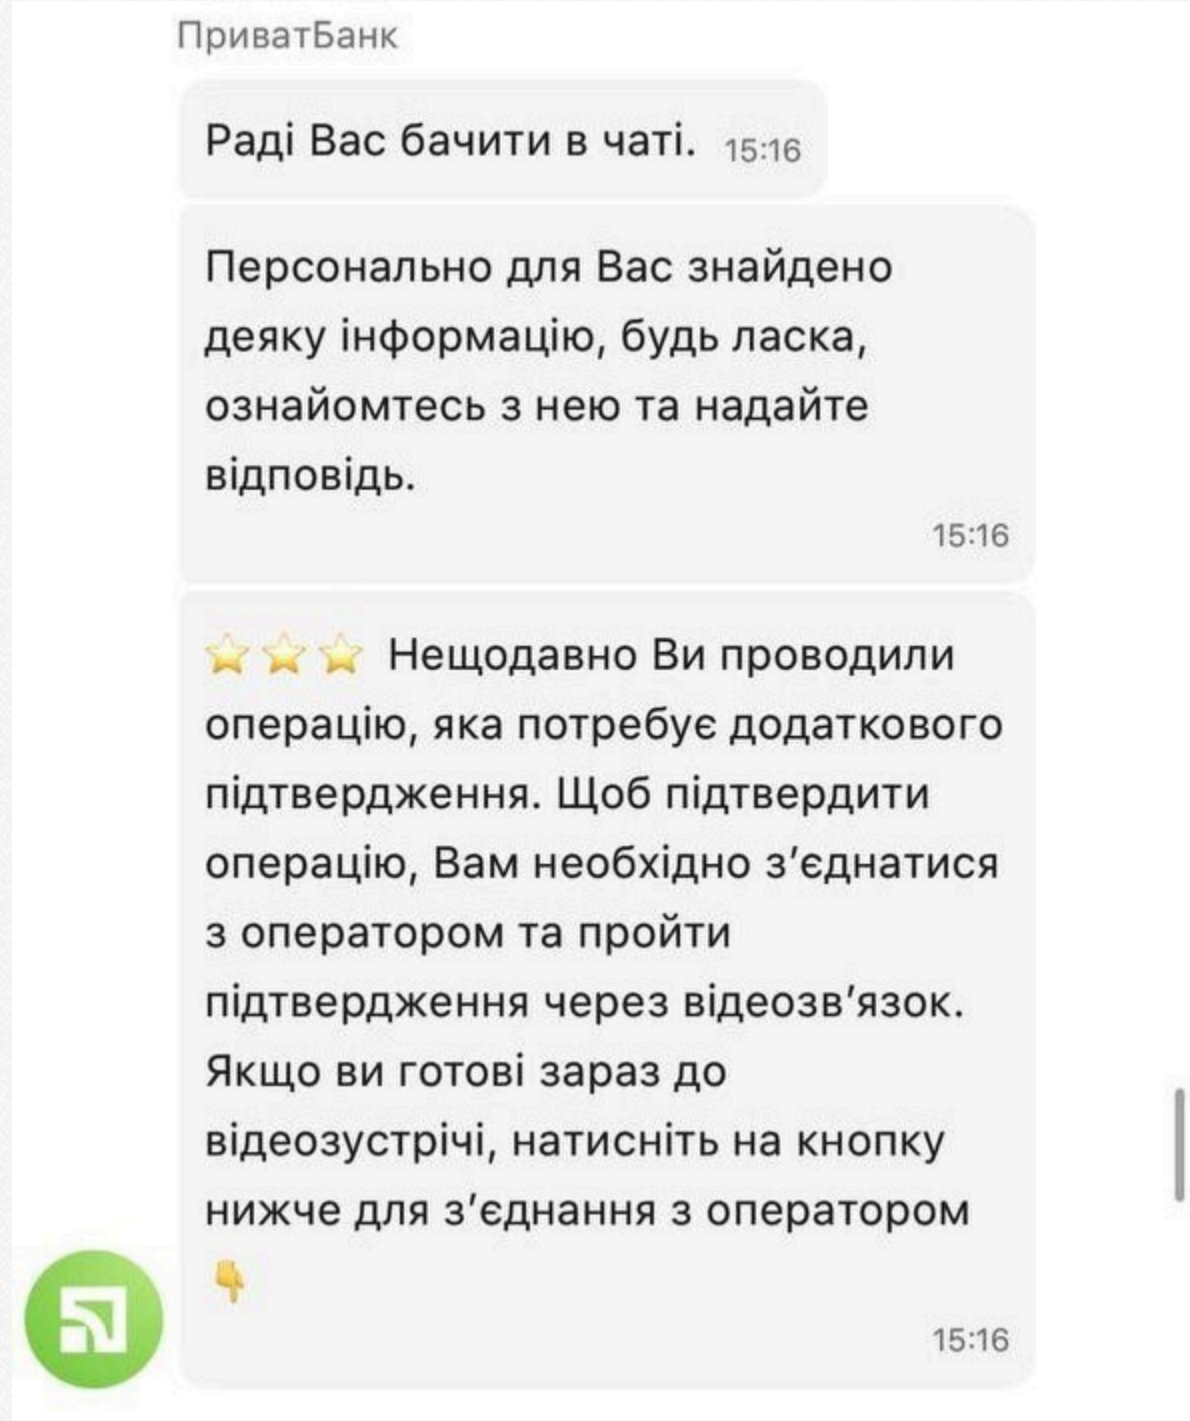 ПриватБанк
Раді Вас бачити в чаті. 15:16
Персонально для Вас знайдено
деяку інформацію, будь ласка,
ознайомтесь з нею та надайте
відповідь.
15:16
⭐⭐⭐ Нещодавно Ви проводили
операцію, яка потребує додаткового
підтвердження. Щоб підтвердити
операцію, Вам необхідно з’єднатися
з оператором та пройти
підтвердження через відеозв’язок.
Якщо ви готові зараз до
відеозустрічі, натисніть на кнопку
нижче для з’єднання з оператором
👇
15:16